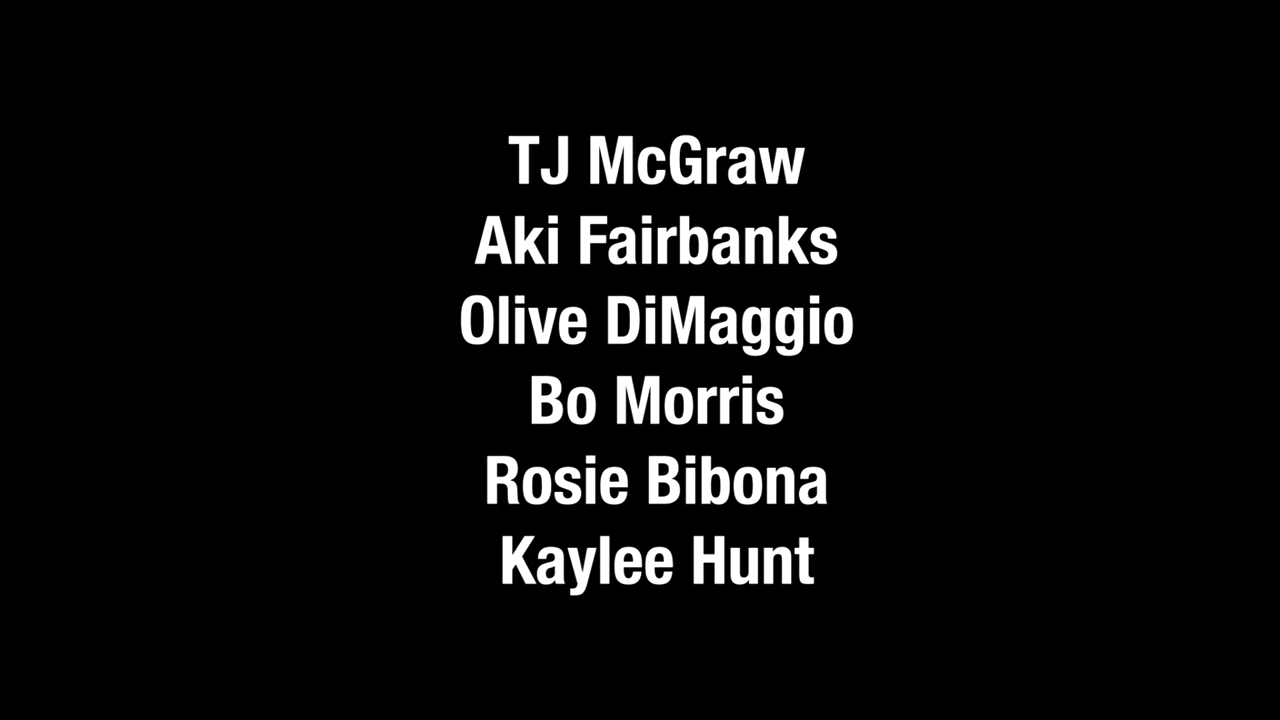 TJ McGraw
Aki Fairbanks
Olive DiMaggio
Bo Morris
Rosie Bibona
Kaylee Hunt